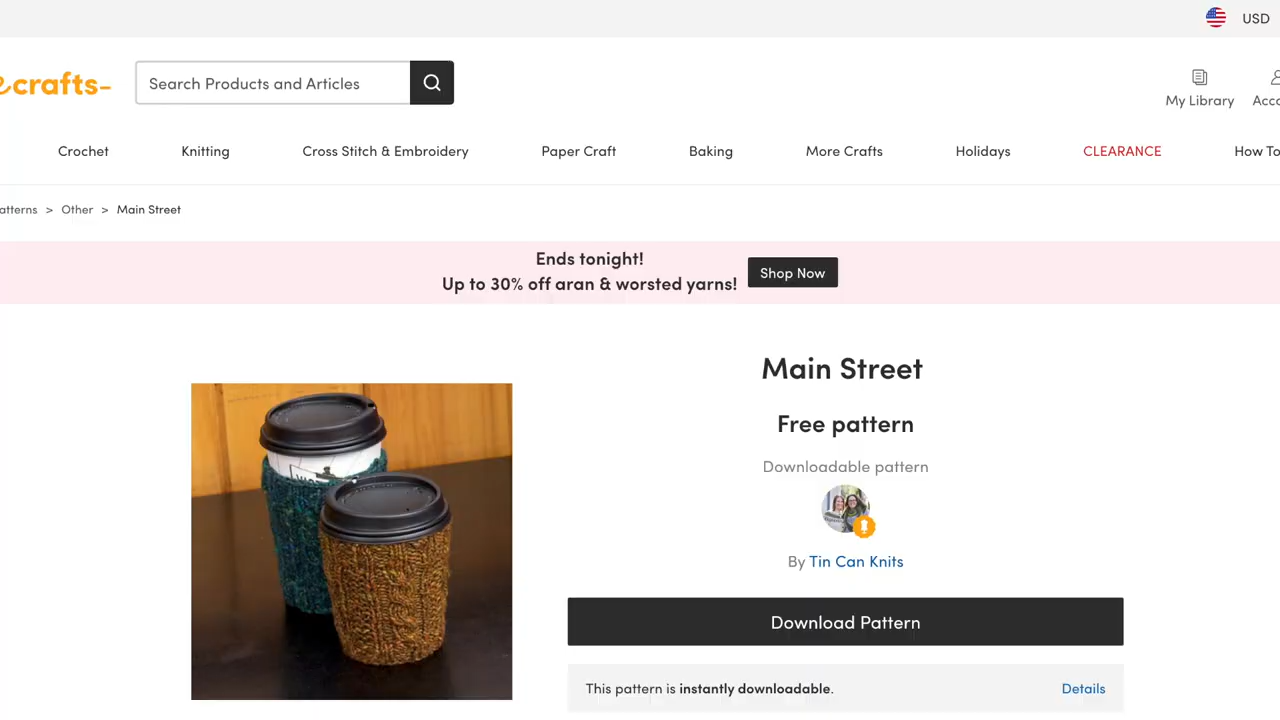 USD
crafts
Search Products and Articles
My Library
Crochet
Knitting
Cross Stitch & Embroidery
Paper Craft
Baking
More Crafts
Holidays
CLEARANCE
How To
> Other > Main Street
Ends tonight!
Up to 30% off aran & worsted yarns!
Shop Now
Main Street
Free pattern
Downloadable pattern
By Tin Can Knits
Download Pattern
This pattern is instantly downloadable.
Details